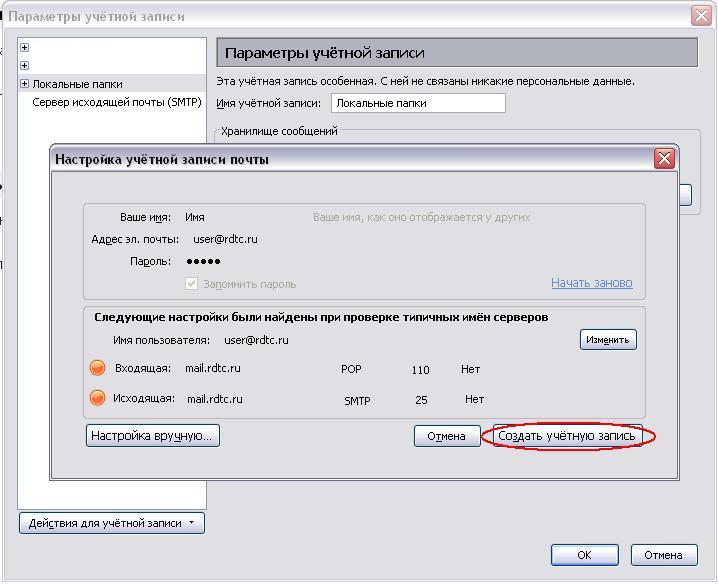 Параметры учётной записи
Параметры учётной записи
Эта учётная запись особенная. С ней не связаны никакие персональные данные.
Локальные папки
Сервер исходящей почты (SMTP)
Имя учётной записи: Локальные папки
Хранилище сообщений
Настройка учётной записи почты
Ваше имя: Имя Ваше имя, как оно отображается у других
Адрес эл. почты: user@rdtc.ru
Пароль: •••••
Запомнить пароль Начать заново
Следующие настройки были найдены при проверке типичных имён серверов
Имя пользователя: user@rdtc.ru Изменить
Входящая: mail.rdtc.ru POP 110 Нет
Исходящая: mail.rdtc.ru SMTP 25 Нет
Настройка вручную... Отмена Создать учётную запись
Действия для учётной записи
OK Отмена